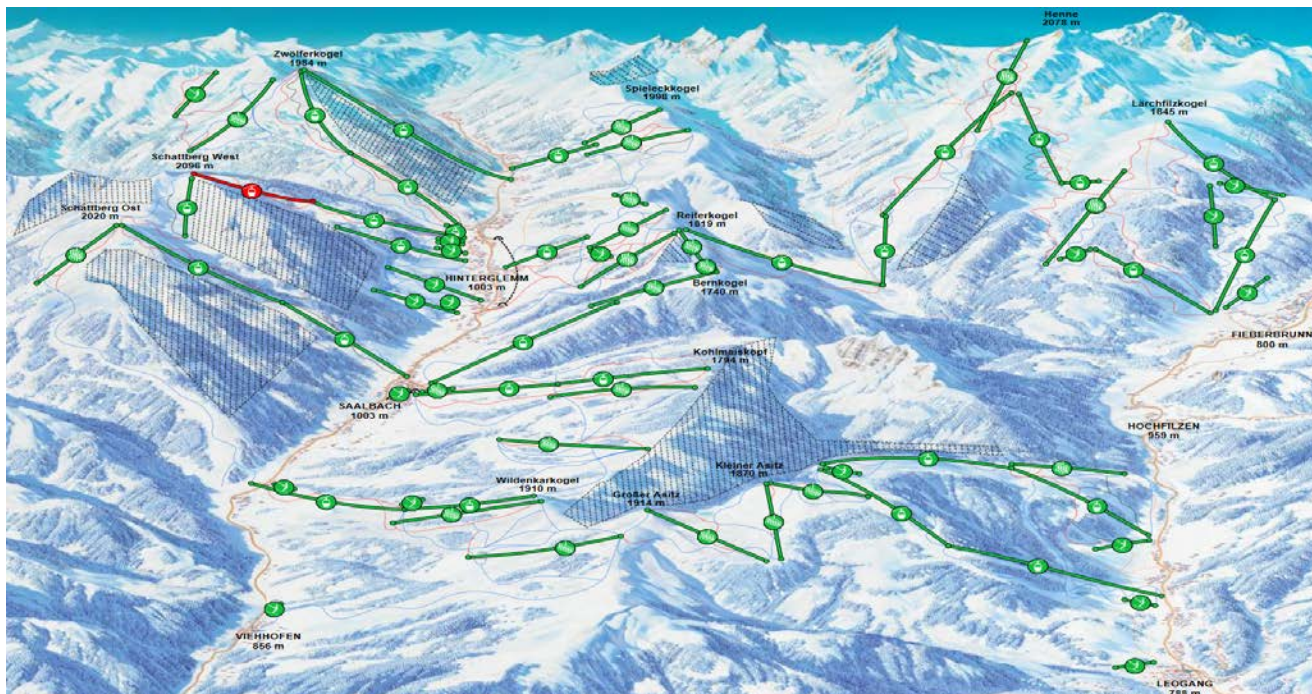 Henne
2078 m
Zwölferkogel
1984 m
Spieleckkogel
1998 m
Lärchfilzkogel
1645 m
Schattberg West
2096 m
Schattberg Ost
2020 m
Reiterkogel
1819 m
HINTERGLEMM
1003 m
Bernkogel
1740 m
FIEBERBRUNN
800 m
Kohlmaiskopf
1794 m
SAALBACH
1003 m
HOCHFILZEN
959 m
Kleiner Asitz
1870 m
Wildenkarkogel
1910 m
Großer Asitz
1914 m
VIEHHOFEN
856 m
LEOGANG
788 m